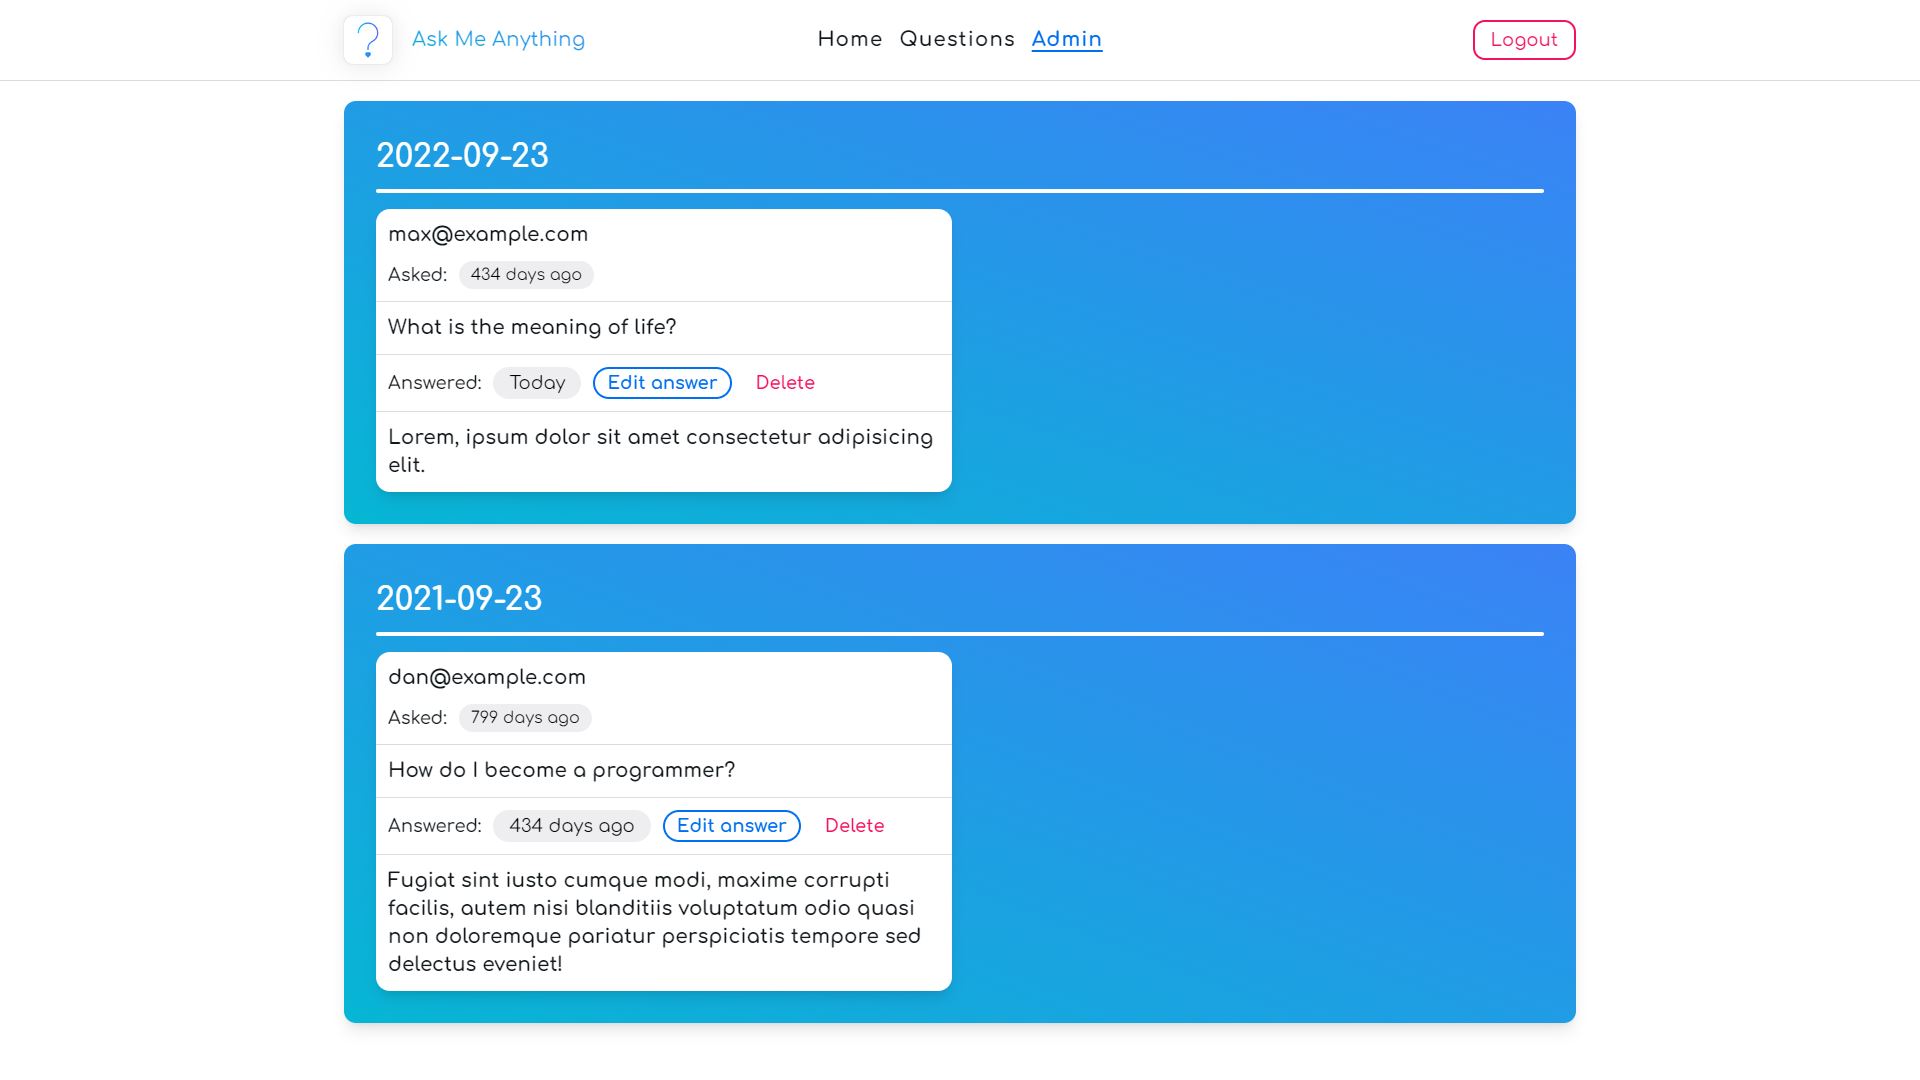 Ask Me Anything
Home Questions Admin
Logout
2022-09-23
max@example.com
Asked: 434 days ago
What is the meaning of life?
Answered: Today Edit answer Delete
Lorem, ipsum dolor sit amet consectetur adipisicing
elit.
2021-09-23
dan@example.com
Asked: 799 days ago
How do I become a programmer?
Answered: 434 days ago Edit answer Delete
Fugiat sint iusto cumque modi, maxime corrupti
facilis, autem nisi blanditiis voluptatum odio quasi
non doloremque pariatur perspiciatis tempore sed
delectus eveniet!